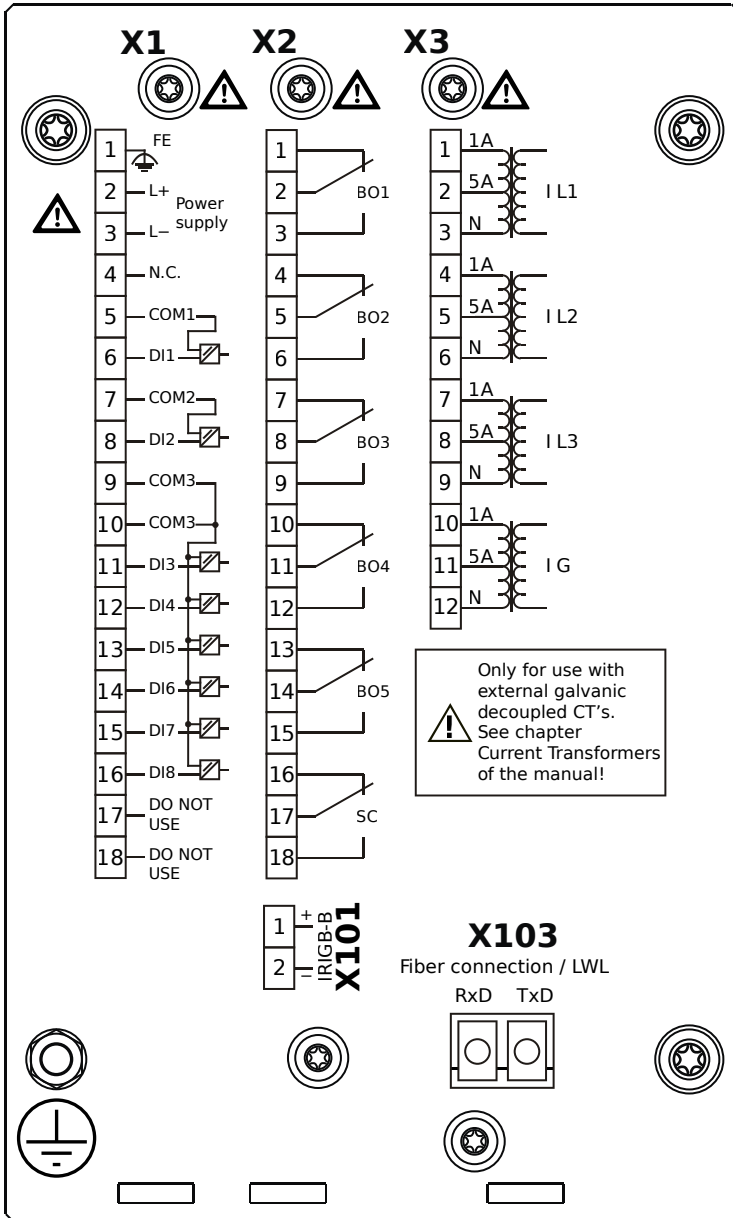 X1
X2
X3
1 FE
2 L+ Power
supply
3 L−
4 N.C.
5 COM1
6 DI1
7 COM2
8 DI2
9 COM3
10 COM3
11 DI3
12 DI4
13 DI5
14 DI6
15 DI7
16 DI8
17 DO NOT
USE
18 DO NOT
USE
1
2 BO1
3
4
5 BO2
6
7
8 BO3
9
10
11 BO4
12
13
14 BO5
15
16
17 SC
18
1 1A
2 5A I L1
3 N
4 1A
5 5A I L2
6 N
7 1A
8 5A I L3
9 N
10 1A
11 5A I G
12 N
Only for use with
external galvanic
decoupled CT's.
See chapter
Current Transformers
of the manual!
1 +
2 −
IRIGB-B
X101
X103
Fiber connection / LWL
RxD TxD